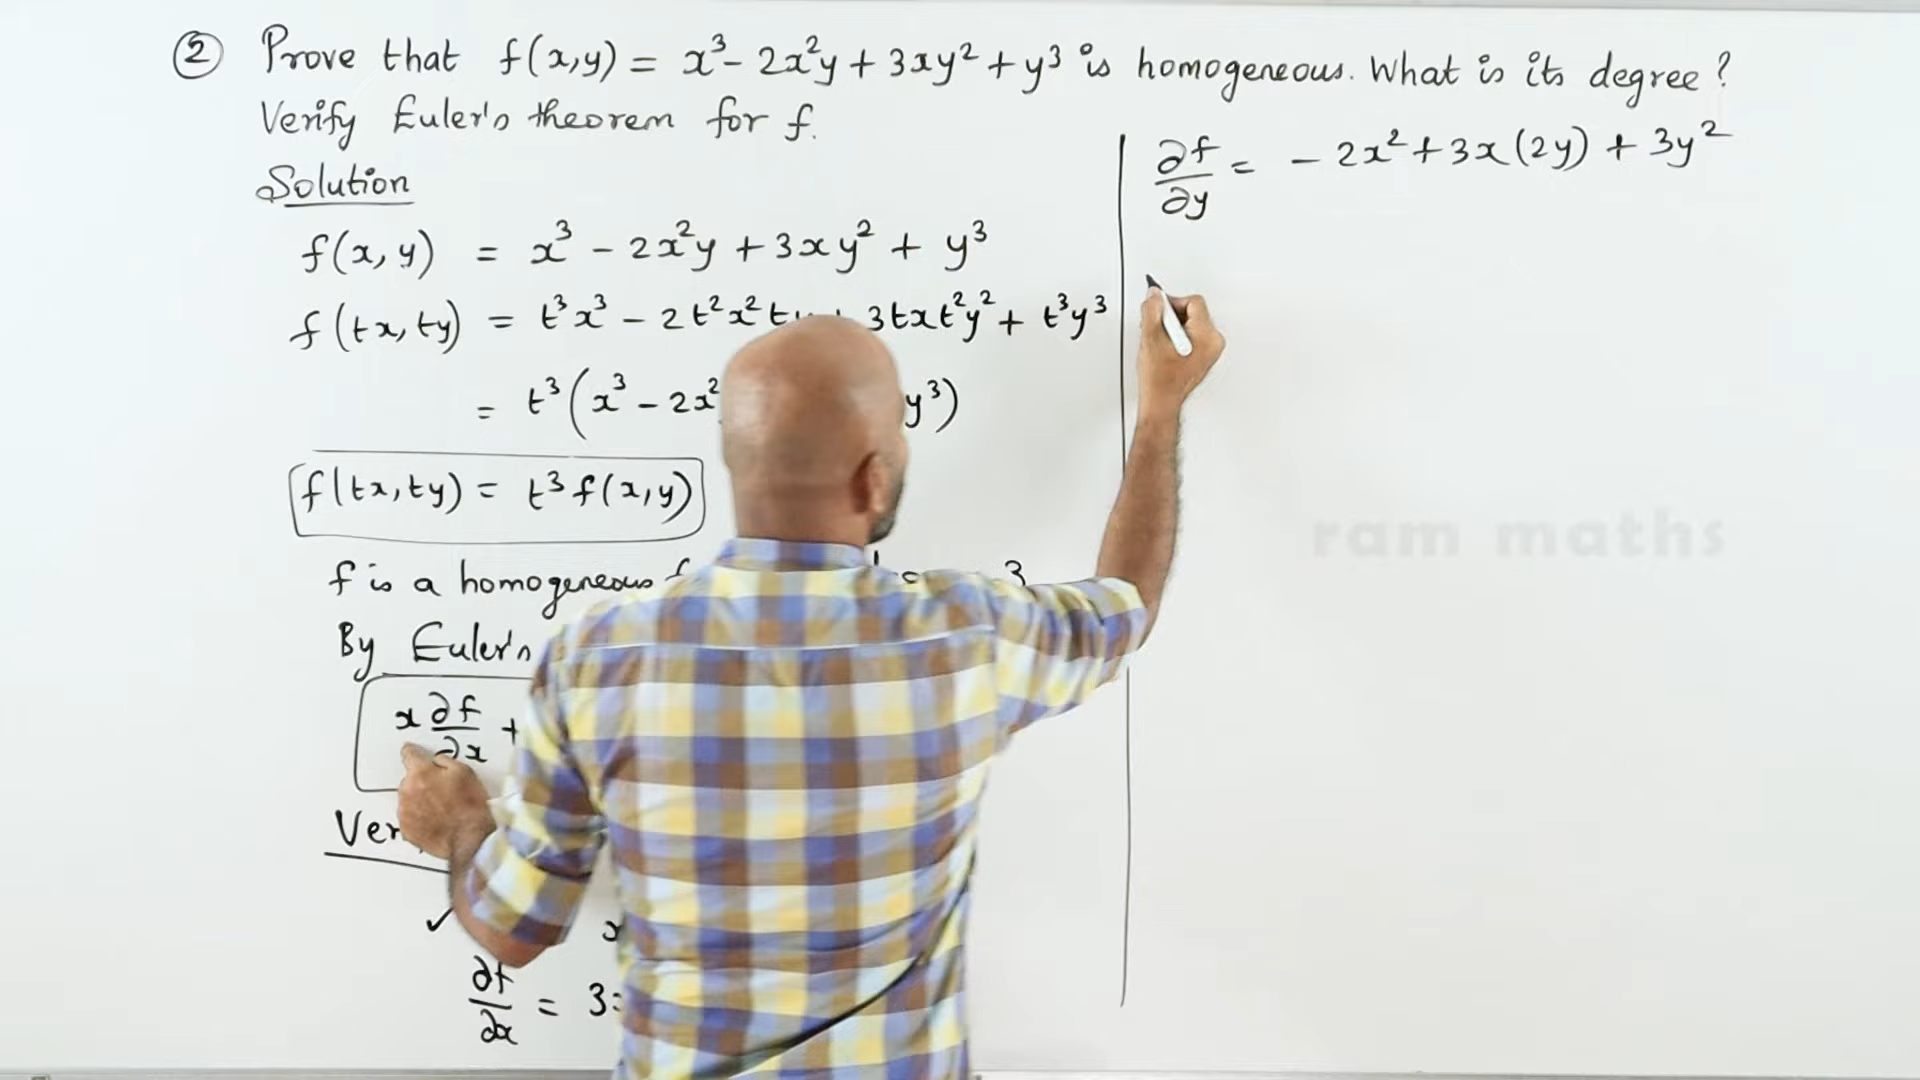 ② Prove that f(x,y) = x³ - 2x²y + 3xy² + y³ is homogeneous. What is its degree?
Verify Euler's theorem for f.
Solution
f(x,y) = x³ - 2x²y + 3xy² + y³
f(tx,ty) = t³x³ - 2t²x²ty + 3txt²y² + t³y³
= t³(x³ - 2x² y³)
f(tx,ty) = t³f(x,y)
f is a homogeneous 3
By Euler's
x ∂f/∂x +
✓
∂f/∂x = 3
∂f/∂y = - 2x² + 3x(2y) + 3y²
ram maths